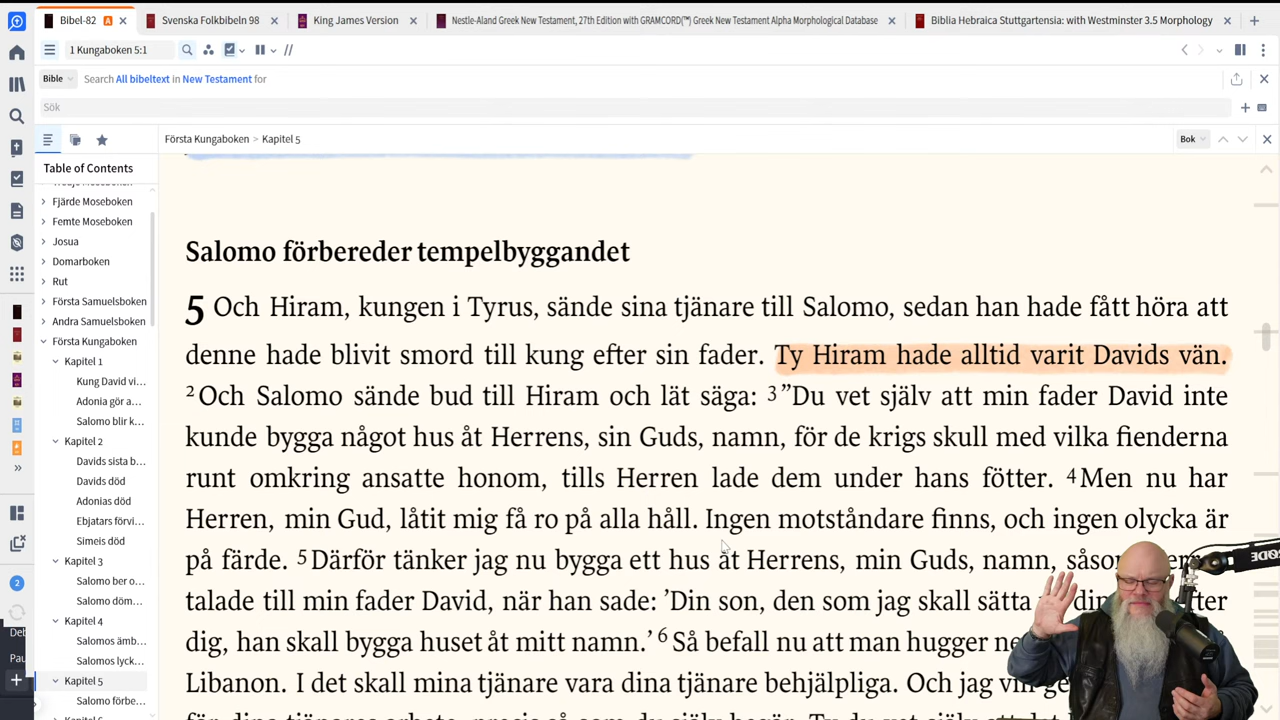 Bibel-82 A
Svenska Folkbibeln 98
King James Version
Nestle-Aland Greek New Testament, 27th Edition with GRAMCORD(™) Greek New Testament Alpha Morphological Database
Biblia Hebraica Stuttgartensia: with Westminster 3.5 Morphology
1 Kungaboken 5:1
Bible Search All bibeltext in New Testament for
Sök
Första Kungaboken > Kapitel 5
Bok
Table of Contents
Fjärde Moseboken
Femte Moseboken
Josua
Domarboken
Rut
Första Samuelsboken
Andra Samuelsboken
Första Kungaboken
Kapitel 1
Kung David vi...
Adonia gör a...
Salomo blir k...
Kapitel 2
Davids sista b...
Davids död
Adonias död
Ebjatars förvi...
Simeis död
Kapitel 3
Salomo ber o...
Salomo döm...
Kapitel 4
Salomos ämb...
Salomos lyck...
Kapitel 5
Salomo förbe...
2
Salomo förbereder tempelbyggandet
5 Och Hiram, kungen i Tyrus, sände sina tjänare till Salomo, sedan han hade fått höra att
denne hade blivit smord till kung efter sin fader. Ty Hiram hade alltid varit Davids vän.
2 Och Salomo sände bud till Hiram och lät säga: 3 ”Du vet själv att min fader David inte
kunde bygga något hus åt Herrens, sin Guds, namn, för de krigs skull med vilka fienderna
runt omkring ansatte honom, tills Herren lade dem under hans fötter. 4 Men nu har
Herren, min Gud, låtit mig få ro på alla håll. Ingen motståndare finns, och ingen olycka är
på färde. 5 Därför tänker jag nu bygga ett hus åt Herrens, min Guds, namn,
talade till min fader David, när han sade: ’Din son, den som jag skall sätta
dig, han skall bygga huset åt mitt namn.’ 6 Så befall nu att man hugger
Libanon. I det skall mina tjänare vara dina tjänare behjälpliga. Och jag